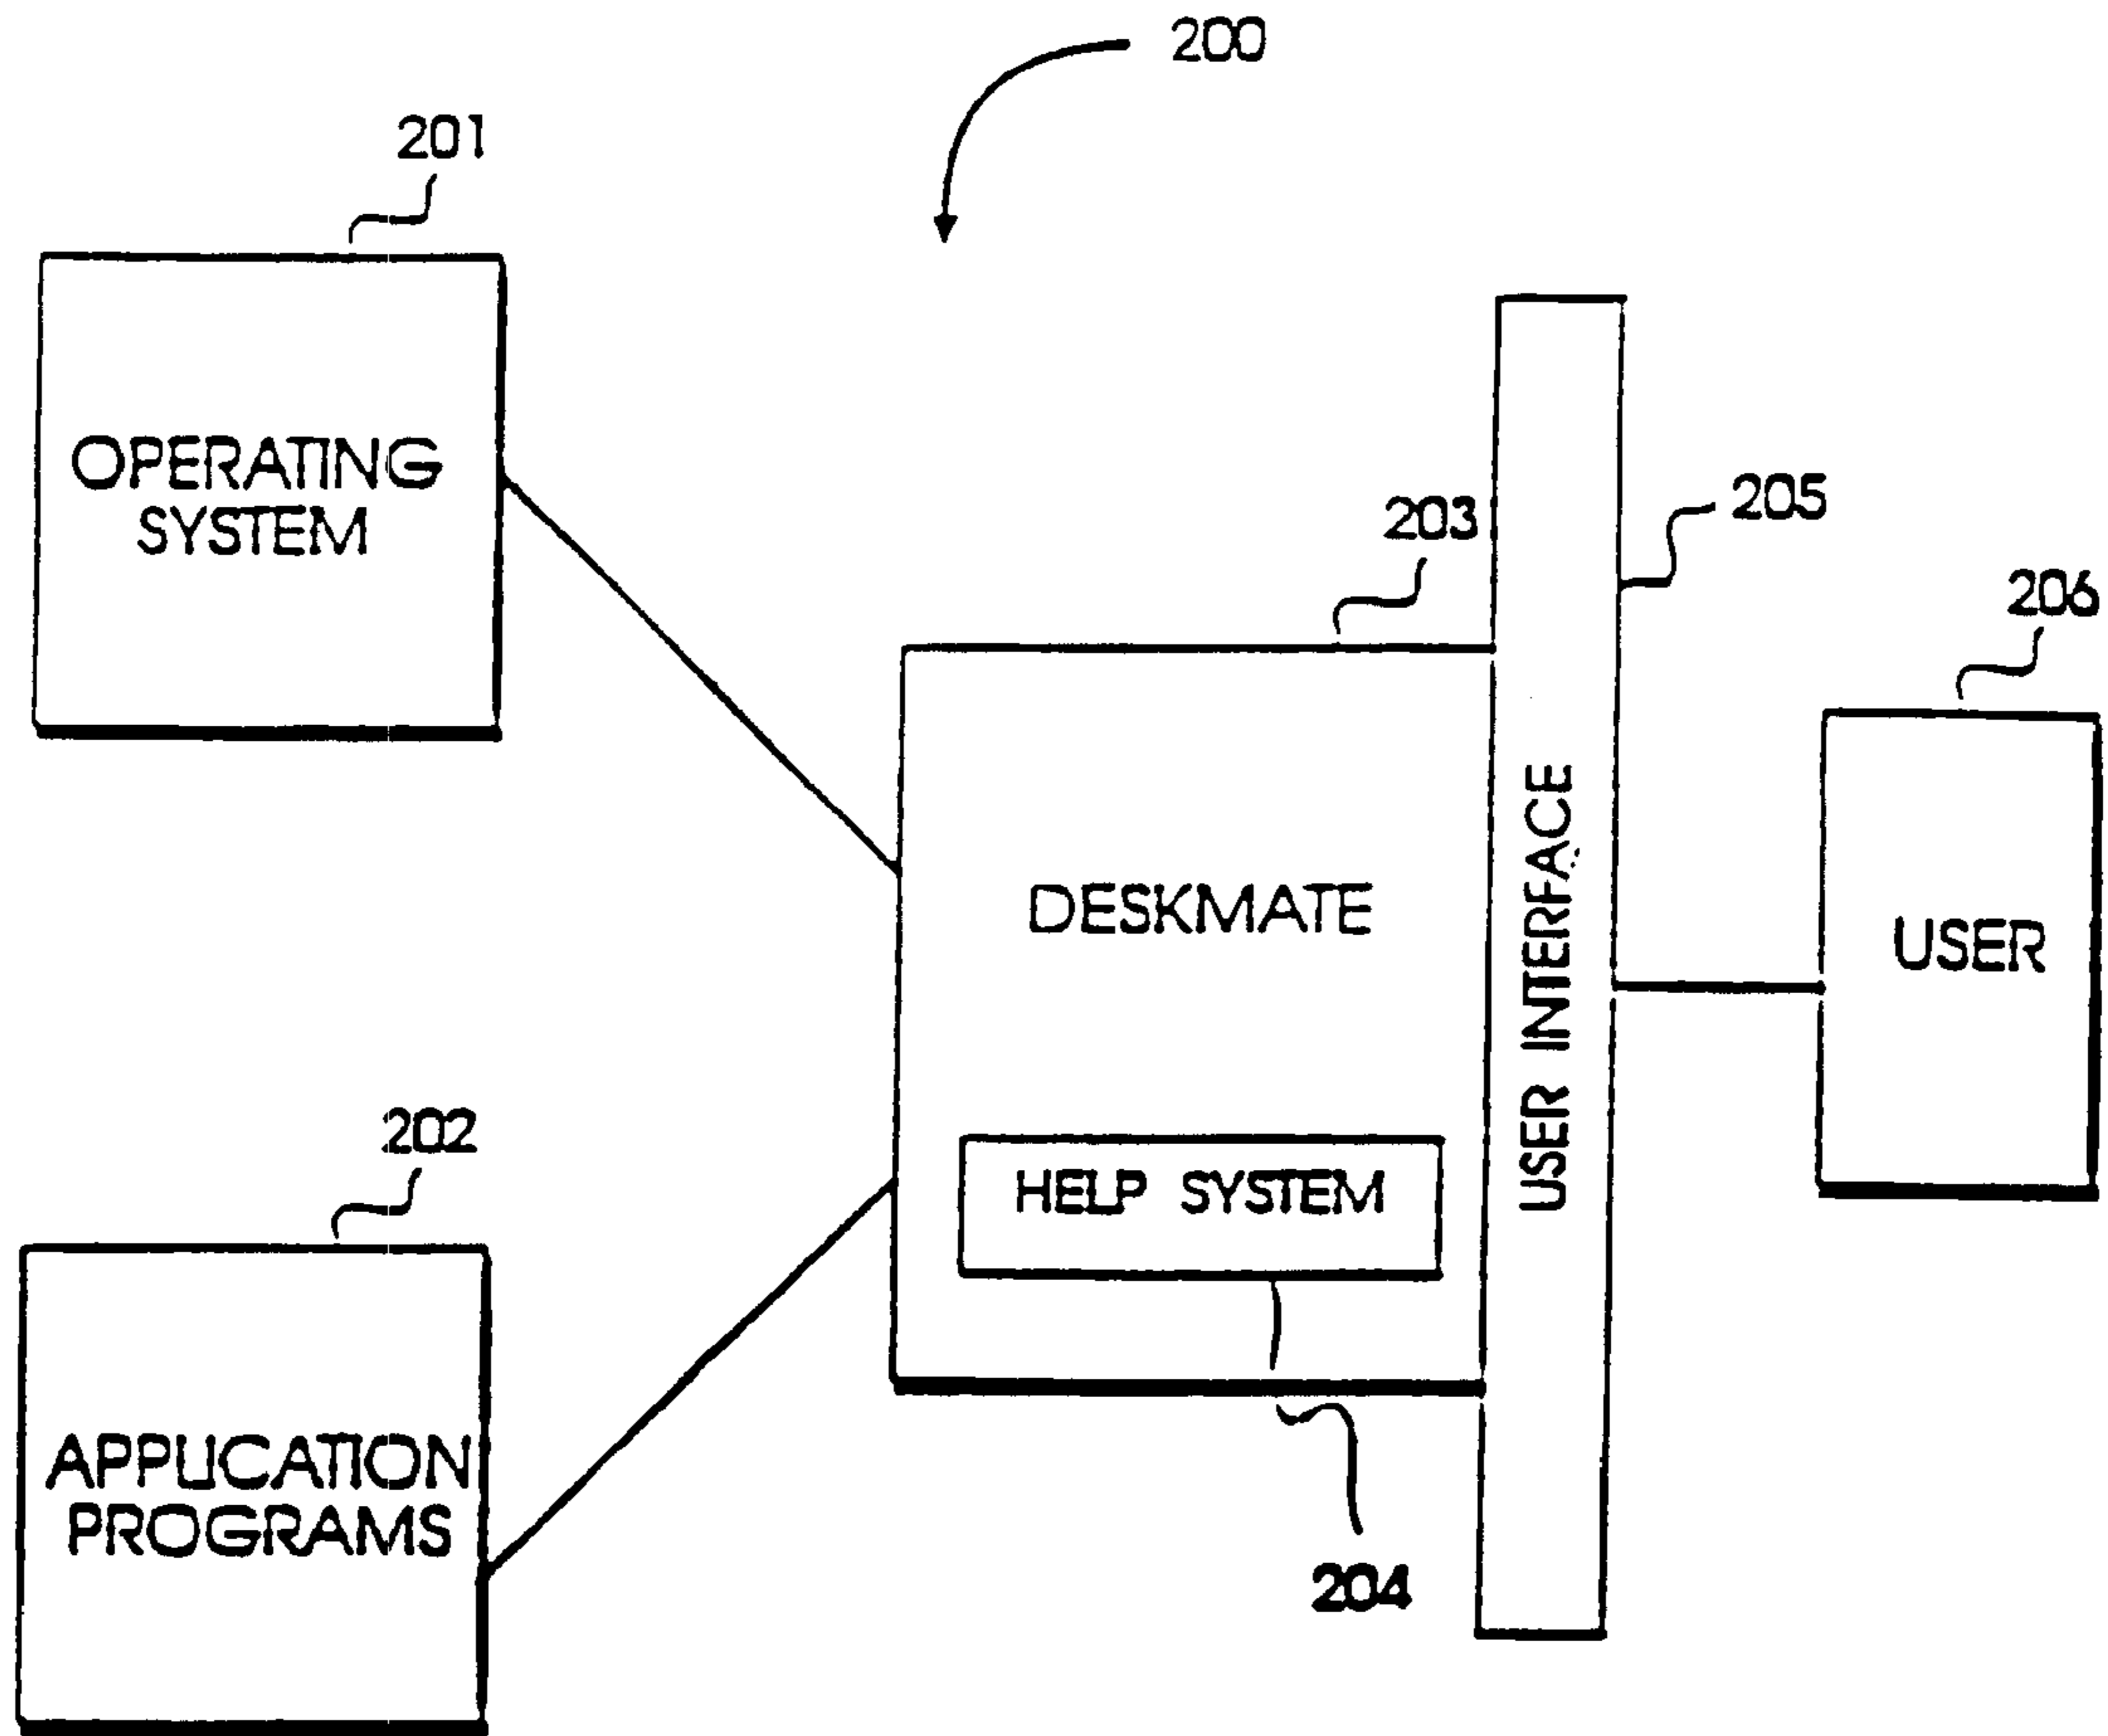 200
201
OPERATING
SYSTEM
203
205
206
DESKMATE
USER INTERFACE
USER
202
HELP SYSTEM
APPLICATION
PROGRAMS
204